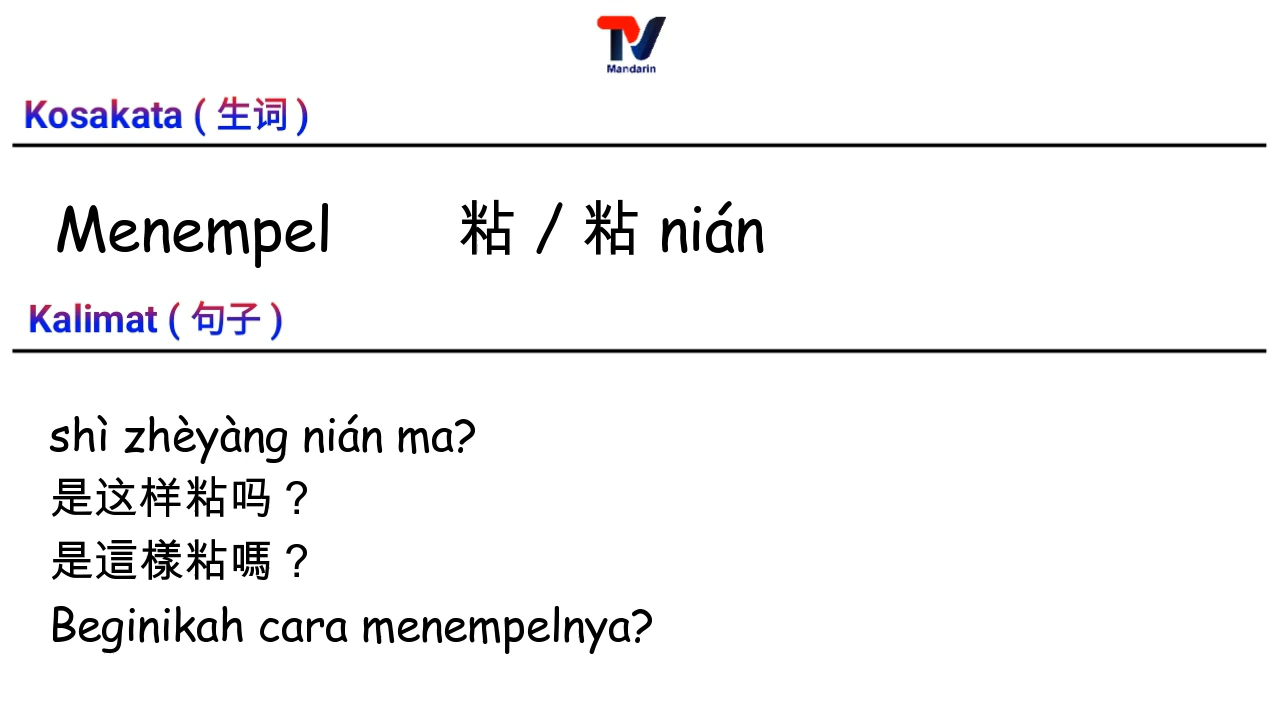 TV
Mandarin
Kosakata ( 生词 )
Menempel 粘 / 粘 nián
Kalimat ( 句子 )
shì zhèyàng nián ma?
是这样粘吗？
是這樣粘嗎？
Beginikah cara menempelnya?